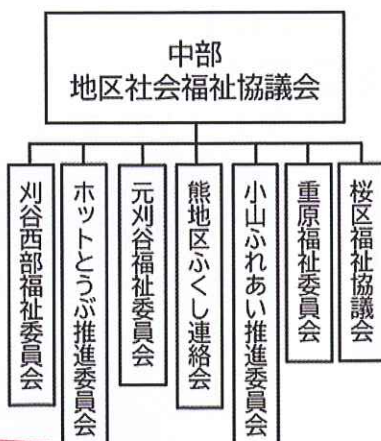 中部
地区社会福祉協議会
刈谷西部福祉委員会
ホットとうぶ推進委員会
元刈谷福祉委員会
熊地区ふくし連絡会
小山ふれあい推進委員会
重原福祉委員会
桜区福祉協議会